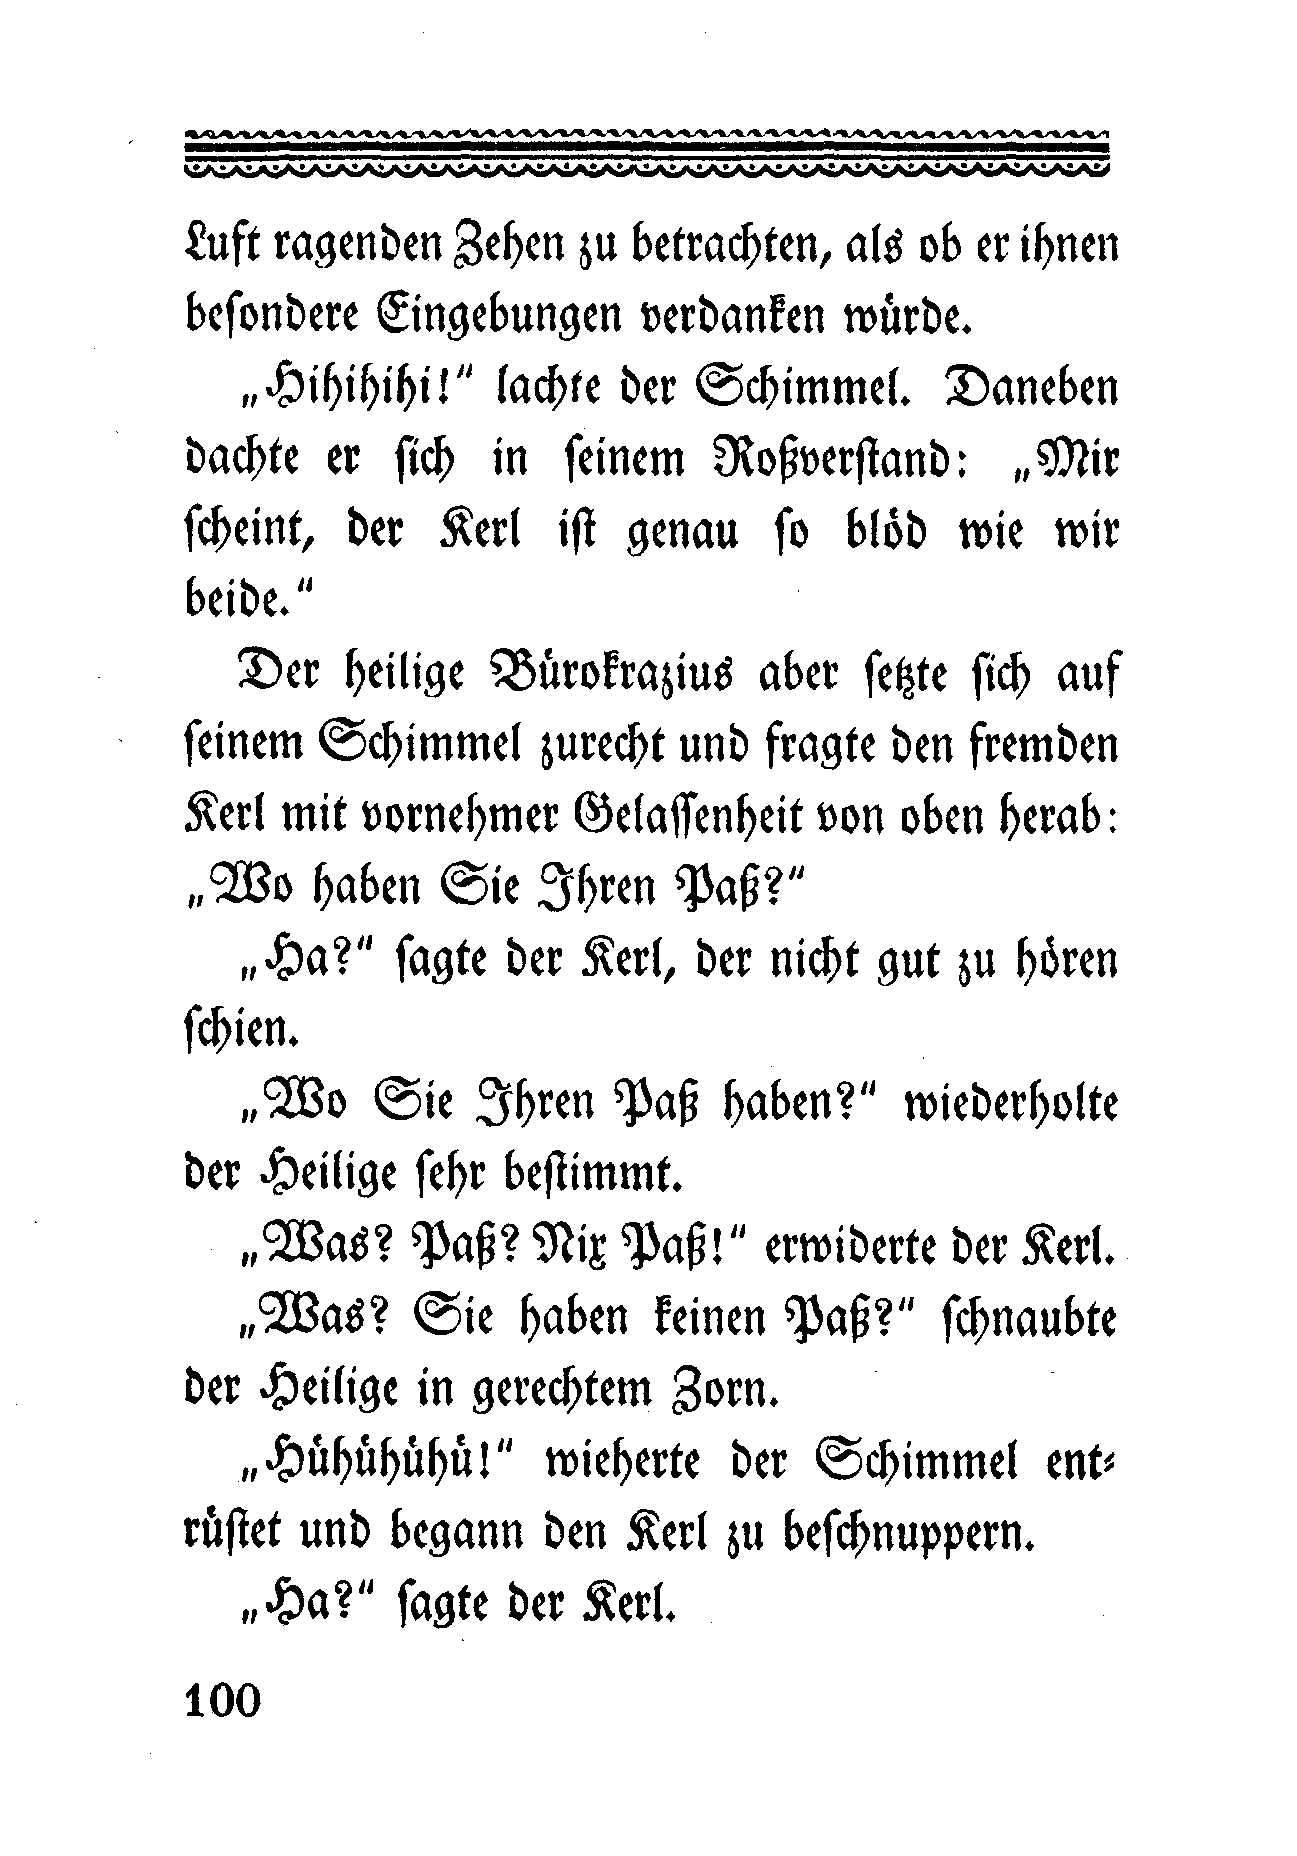 Luft ragenden Zehen zu betrachten, als ob er ihnen
besondere Eingebungen verdanken würde.
„Hihihihi!“ lachte der Schimmel. Daneben
dachte er sich in seinem Roßverstand: „Mir
scheint, der Kerl ist genau so blöd wie wir
beide.“
Der heilige Bürokrazius aber setzte sich auf
seinem Schimmel zurecht und fragte den fremden
Kerl mit vornehmer Gelassenheit von oben herab:
„Wo haben Sie Ihren Paß?“
„Ha?“ sagte der Kerl, der nicht gut zu hören
schien.
„Wo Sie Ihren Paß haben?“ wiederholte
der Heilige sehr bestimmt.
„Was? Paß? Nix Paß!“ erwiderte der Kerl.
„Was? Sie haben keinen Paß?“ schnaubte
der Heilige in gerechtem Zorn.
„Hühühühü!“ wieherte der Schimmel ent-
rüstet und begann den Kerl zu beschnuppern.
„Ha?“ sagte der Kerl.
100